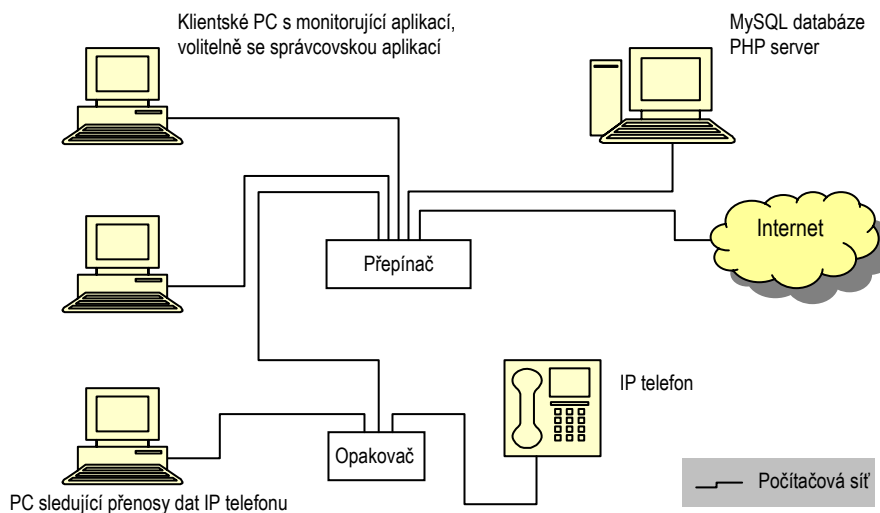 Klientské PC s monitorující aplikací,
volitelně se správcovskou aplikací
MySQL databáze
PHP server
Internet
Přepínač
IP telefon
Opakovač
PC sledující přenosy dat IP telefonu
Počítačová síť